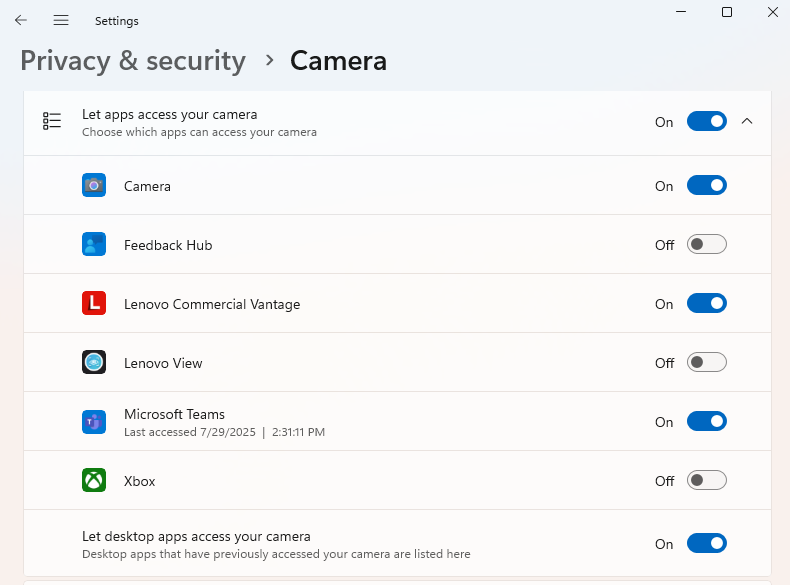 Settings
Privacy & security > Camera
Let apps access your camera
Choose which apps can access your camera
On
Camera
On
Feedback Hub
Off
L
Lenovo Commercial Vantage
On
Lenovo View
Off
T
Microsoft Teams
Last accessed 7/29/2025 | 2:31:11 PM
On
Xbox
Off
Let desktop apps access your camera
Desktop apps that have previously accessed your camera are listed here
On